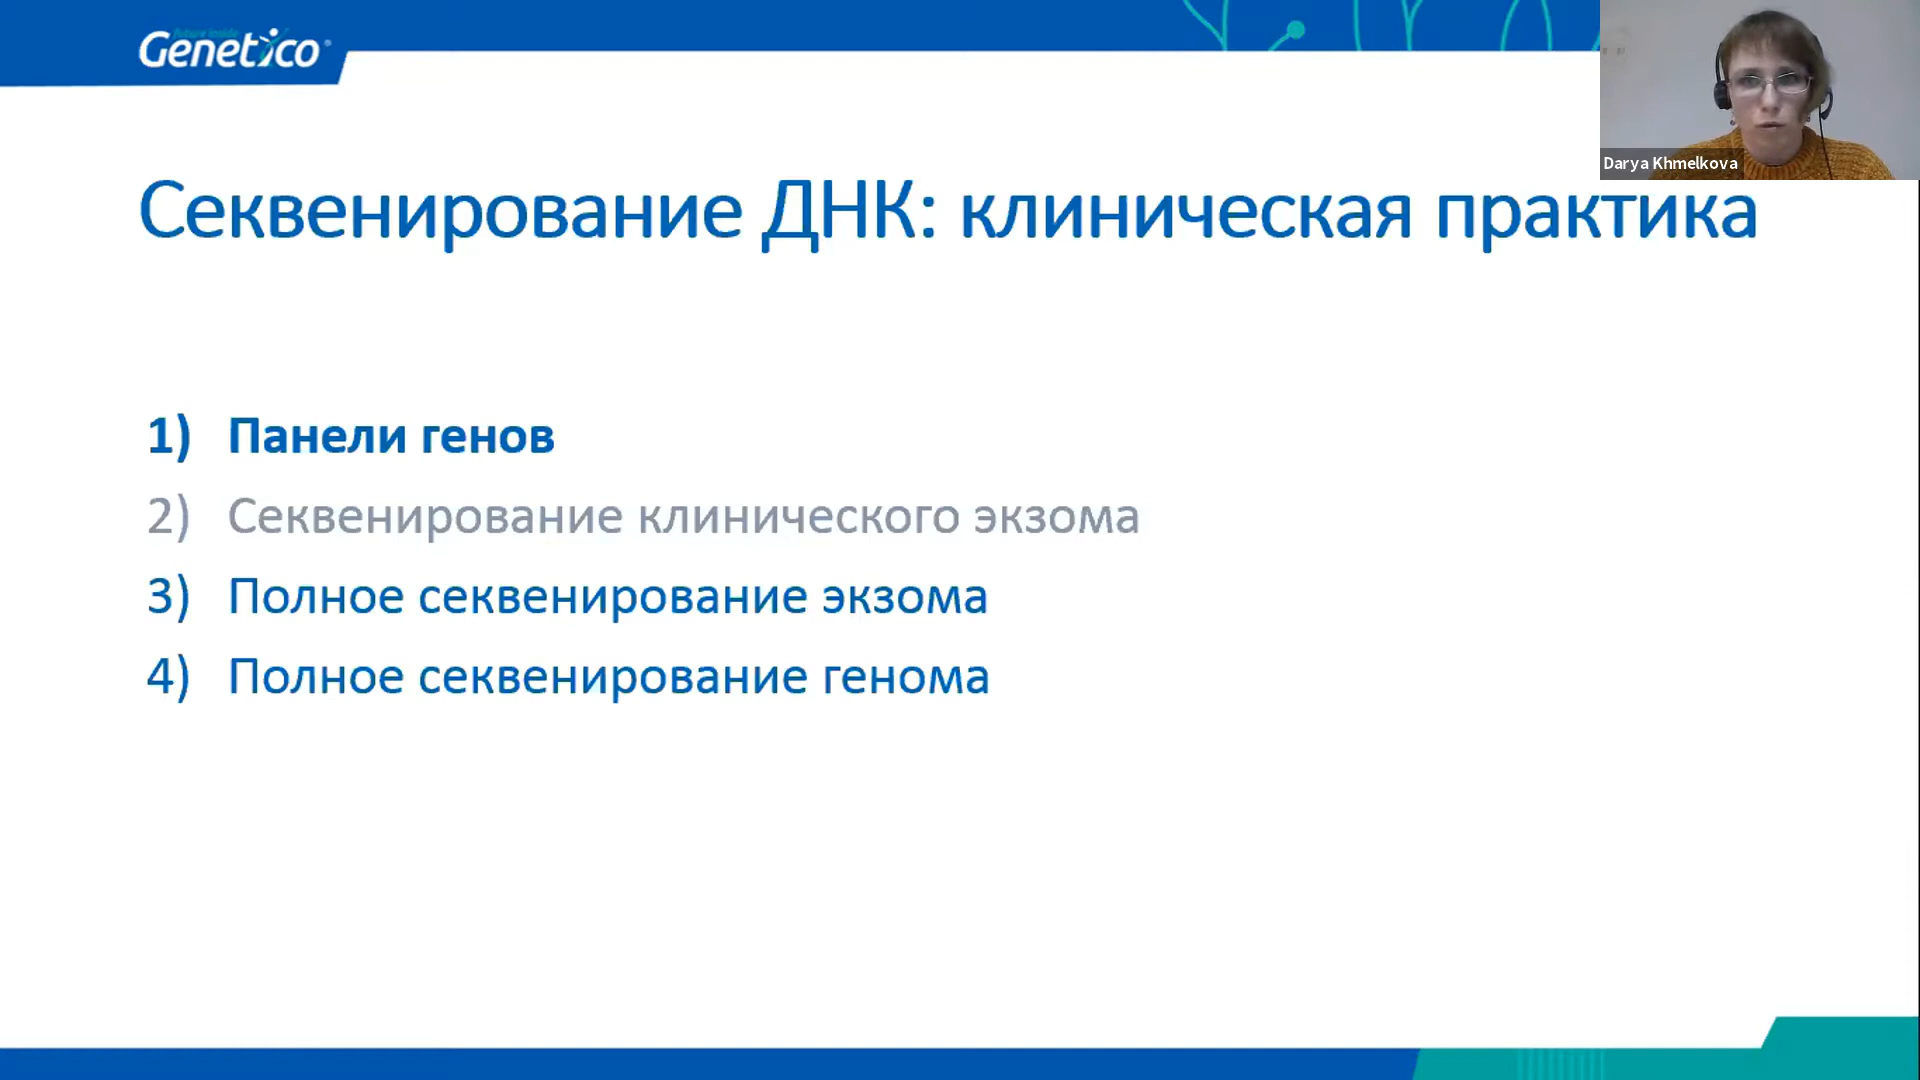 Genetico
Darya Khmelkova
Секвенирование ДНК: клиническая практика
1) Панели генов
2) Секвенирование клинического экзома
3) Полное секвенирование экзома
4) Полное секвенирование генома